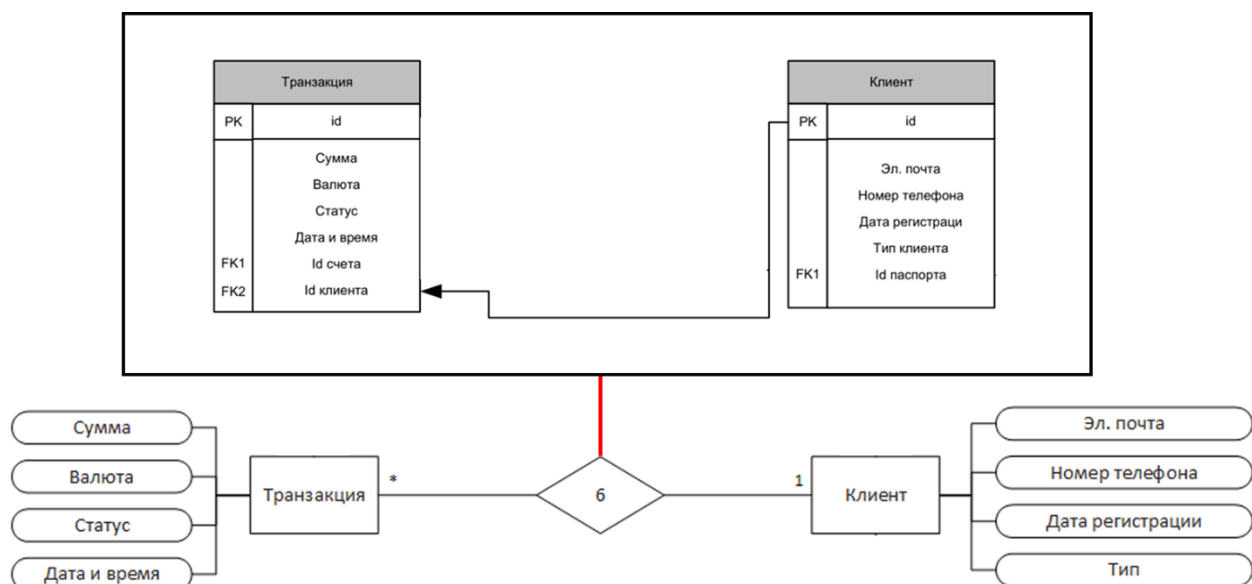 Транзакция
PK id
Сумма
Валюта
Статус
Дата и время
FK1 Id счета
FK2 Id клиента
Клиент
PK id
Эл. почта
Номер телефона
Дата регистраци
Тип клиента
FK1 Id паспорта
Сумма
Валюта
Статус
Дата и время
Транзакция
*
6
1
Клиент
Эл. почта
Номер телефона
Дата регистрации
Тип